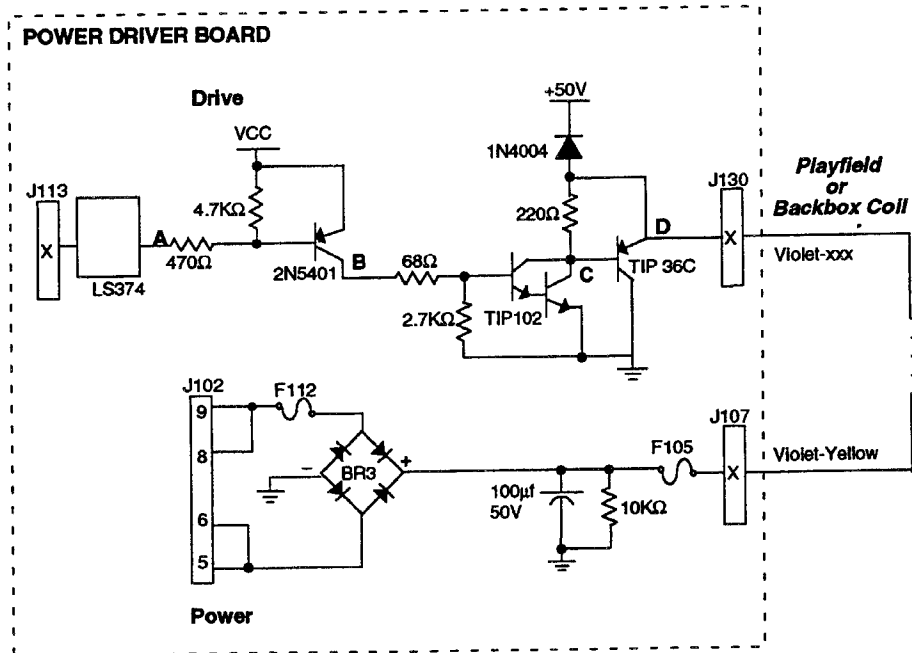 POWER DRIVER BOARD
Drive
+50V
VCC
1N4004
J113
4.7KΩ
220Ω
J130
Playfield
or
Backbox Coil
A
D
X
X
470Ω
2N5401
B
68Ω
C
TIP 36C
Violet-xxx
LS374
2.7KΩ
TIP102
J102
F112
9
8
6
5
BR3
−
+
100µf
50V
10KΩ
F105
J107
X
Violet-Yellow
Power